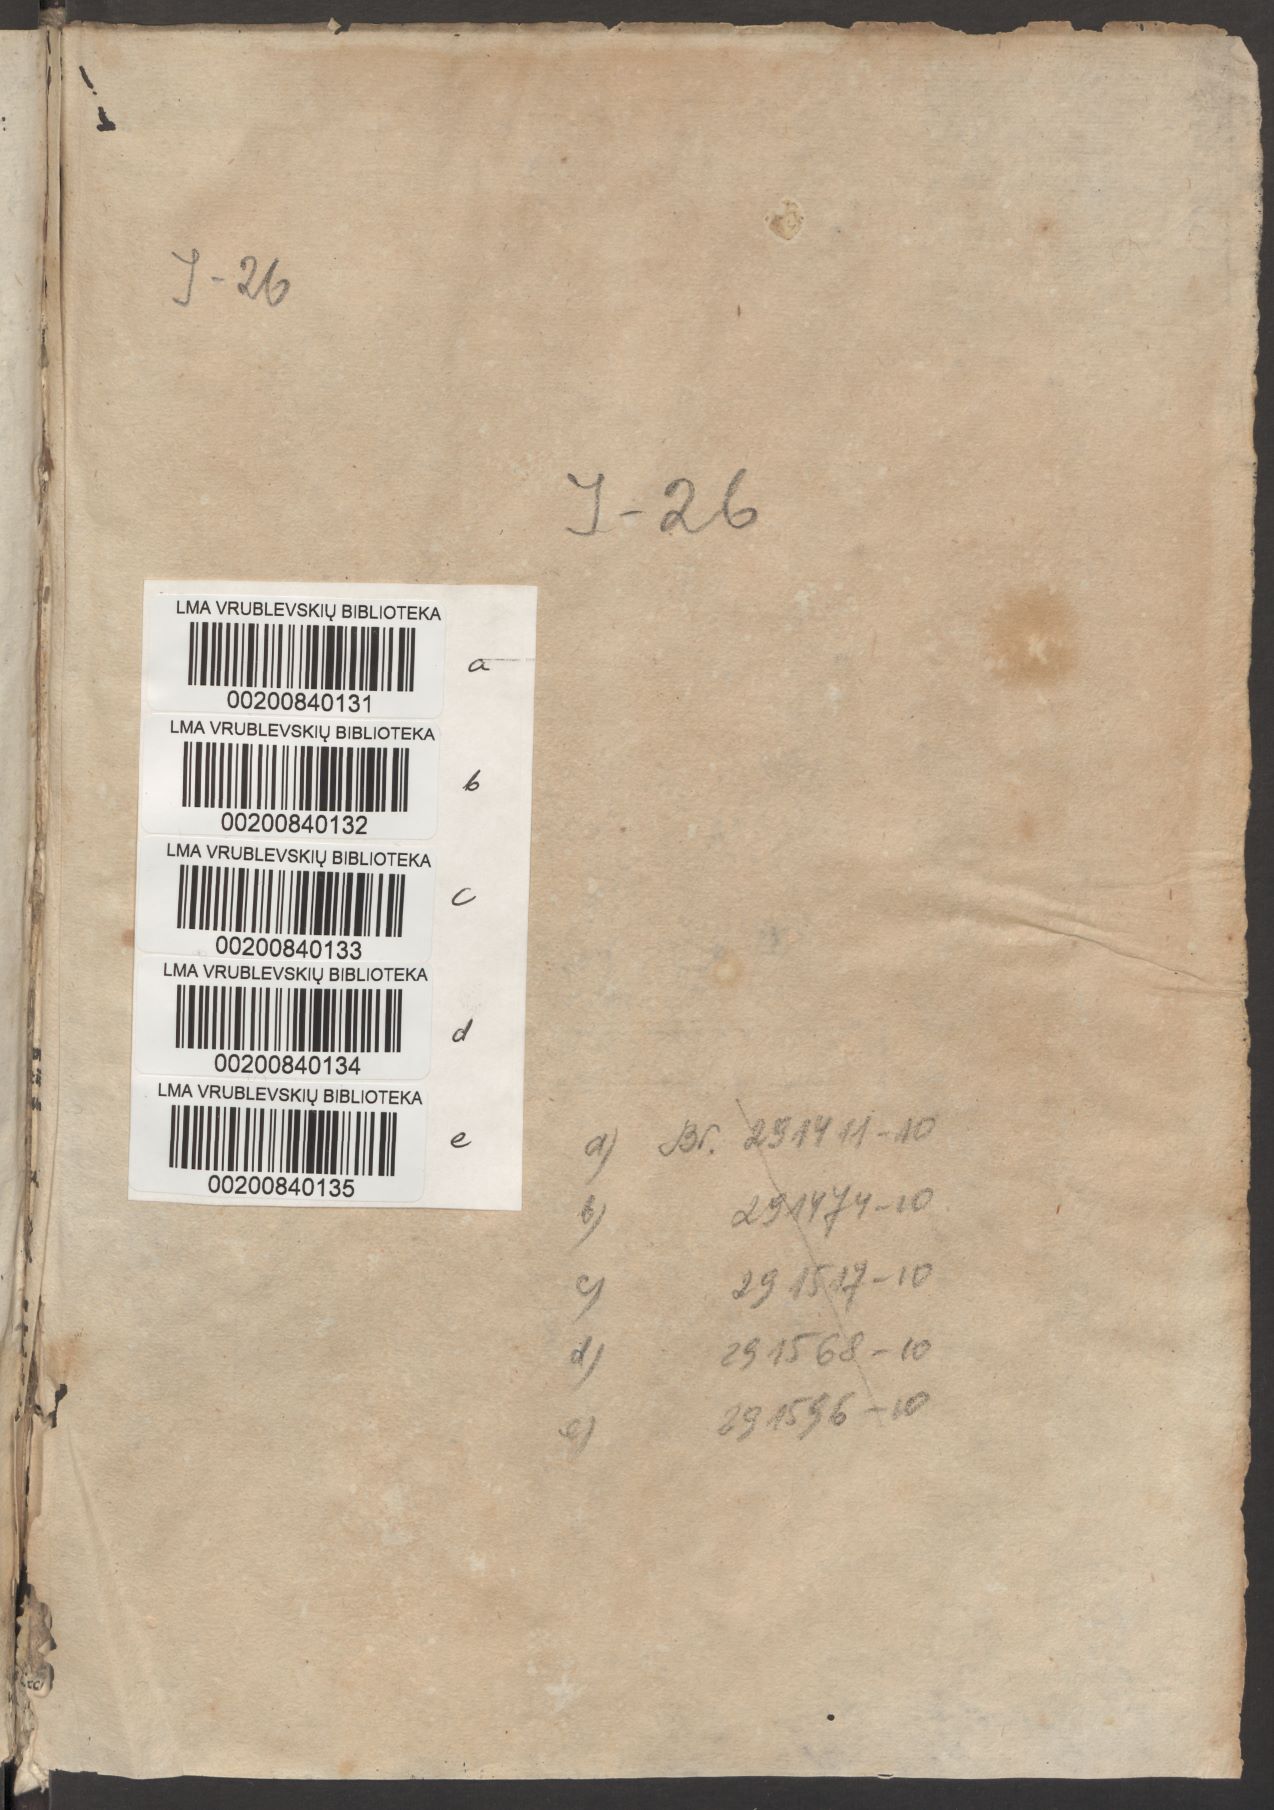 I-26
I-26
LMA VRUBLEVSKIŲ BIBLIOTEKA
00200840131
a
LMA VRUBLEVSKIŲ BIBLIOTEKA
00200840132
b
LMA VRUBLEVSKIŲ BIBLIOTEKA
00200840133
c
LMA VRUBLEVSKIŲ BIBLIOTEKA
00200840134
d
LMA VRUBLEVSKIŲ BIBLIOTEKA
00200840135
e
a) Br. 291411-10
b) 291474-10
c) 291517-10
d) 291568-10
e) 291596-10